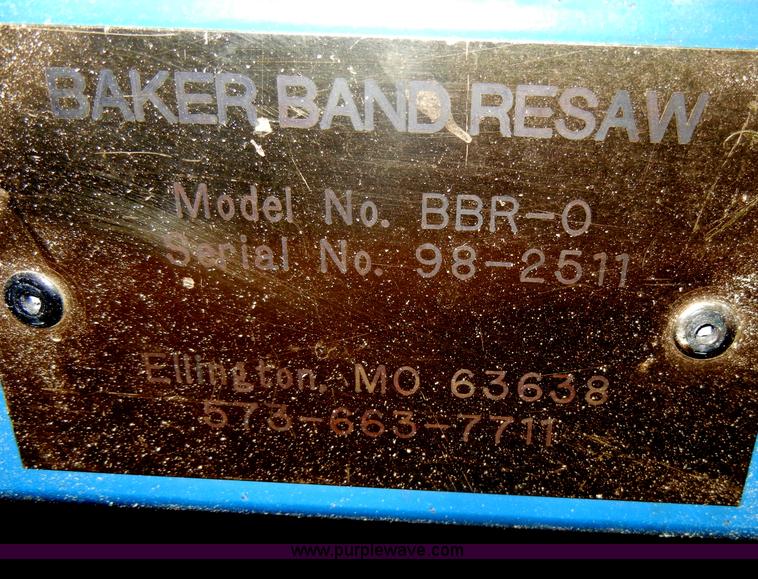 BAKER BAND RESAW
Model No. BBR-0
Serial No. 98-2511
Ellington, MO 63638
573-663-7711
www.purplewave.com